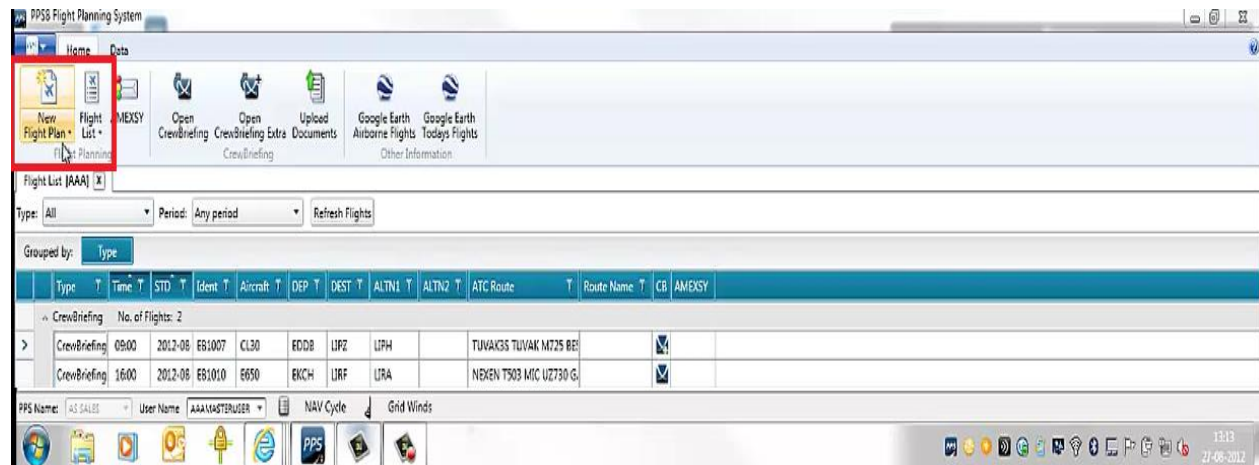 PPS8 Flight Planning System
Home Data
New Flight Plan
Flight List
AMEXSY
Open CrewBriefing
Open CrewBriefing Extra
Upload Documents
Google Earth Airborne Flights
Google Earth Todays Flights
Flight Planning
CrewBriefing
Other Information
Flight List [AAA] X
Type: All Period: Any period Refresh Flights
Grouped by: Type
Type Time STD Ident Aircraft DEP DEST ALTN1 ALTN2 ATC Route Route Name CB AMEXSY
CrewBriefing No. of Flights: 2
CrewBriefing 09:00 2012-08 EB1007 CL30 EDDB LIPZ LIPH TUVAK3S TUVAK M725 BE
CrewBriefing 16:00 2012-08 EB1010 E650 EKCH LIRF LIRA NEXEN T503 MIC UZ730 G
PPS Name: AS SALES User Name AAAMASTERUSER NAV Cycle Grid Winds
PPS
13:13
27-08-2012